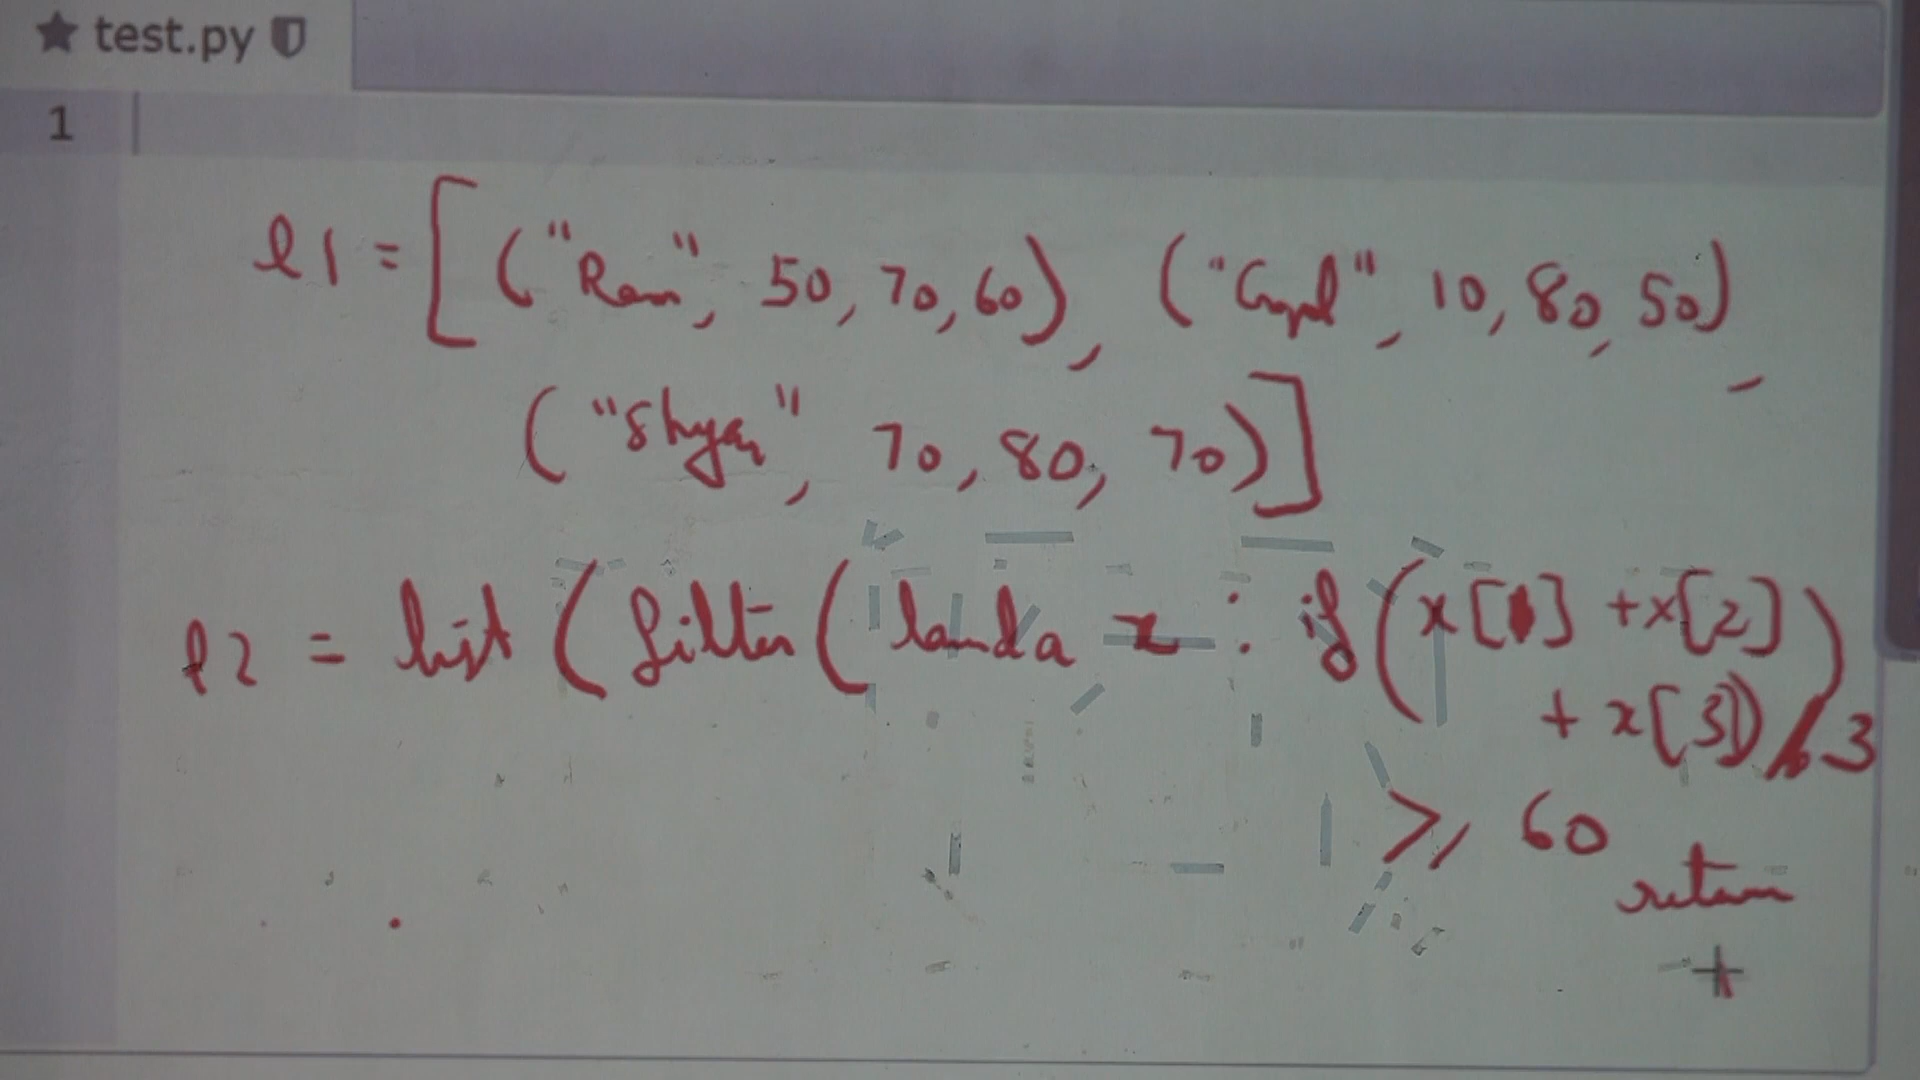 test.py
1
l1 = [("Ram", 50, 70, 60), ("Gopal", 10, 80, 50),
("Shyam", 70, 80, 70)]
l2 = list (filter (lamda x : if (x[1] + x[2]
+ x[3]) / 3
>= 60
return